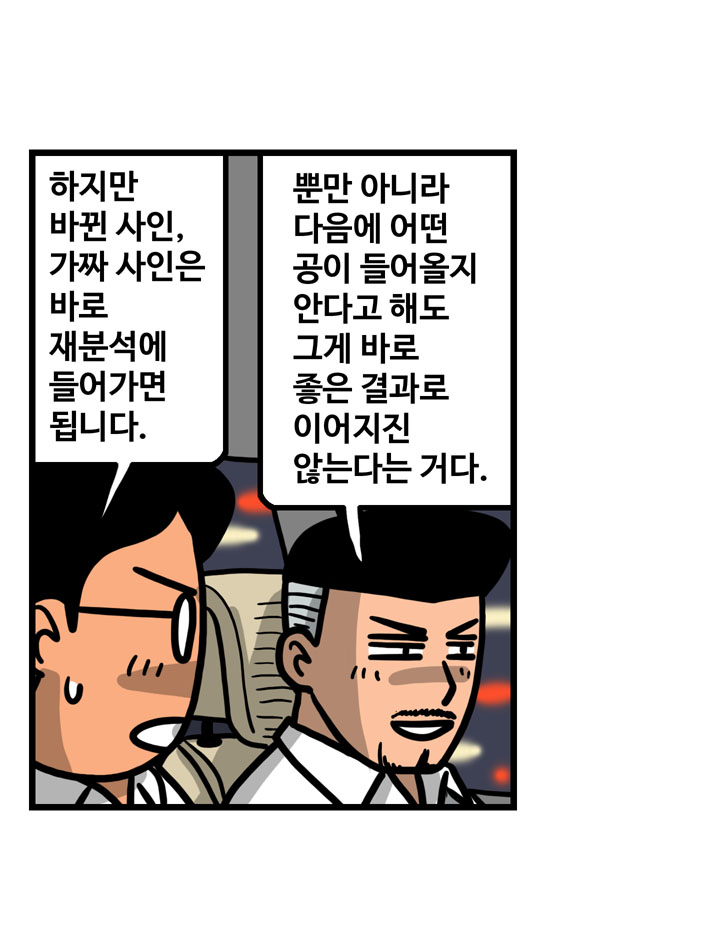 하지만
바뀐 사인,
가짜 사인은
바로
재분석에
들어가면
됩니다.
뿐만 아니라
다음에 어떤
공이 들어올지
안다고 해도
그게 바로
좋은 결과로
이어지진
않는다는 거다.